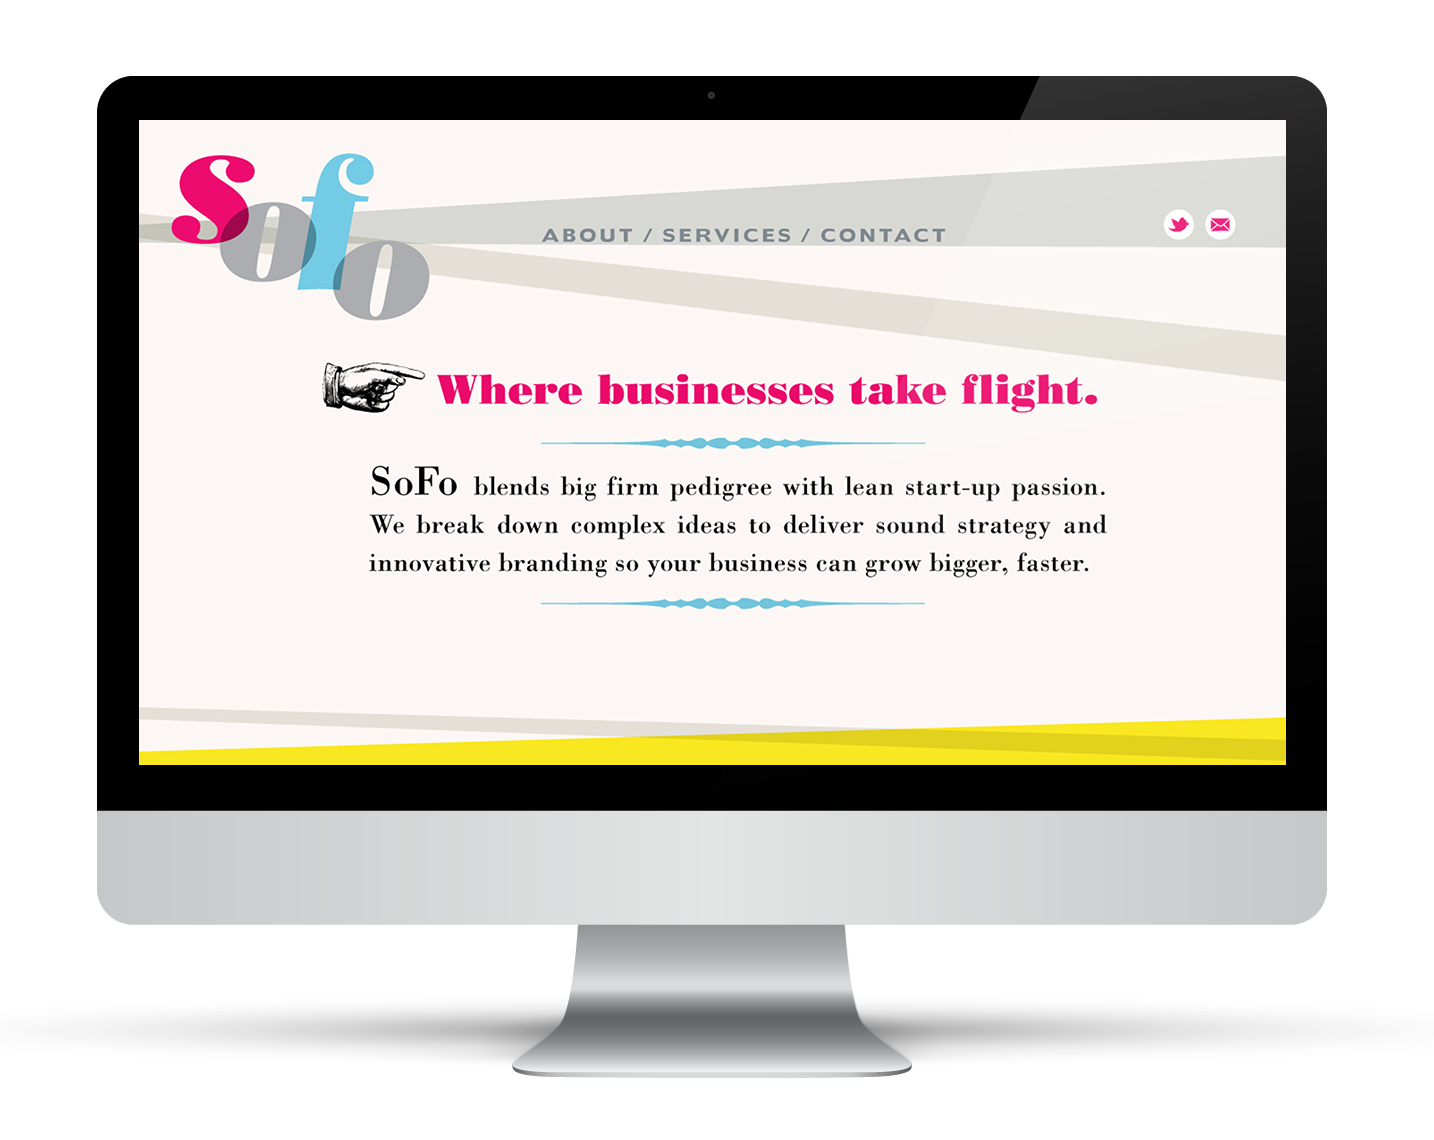 Sofo
ABOUT / SERVICES / CONTACT
Where businesses take flight.
SoFo blends big firm pedigree with lean start-up passion.
We break down complex ideas to deliver sound strategy and
innovative branding so your business can grow bigger, faster.